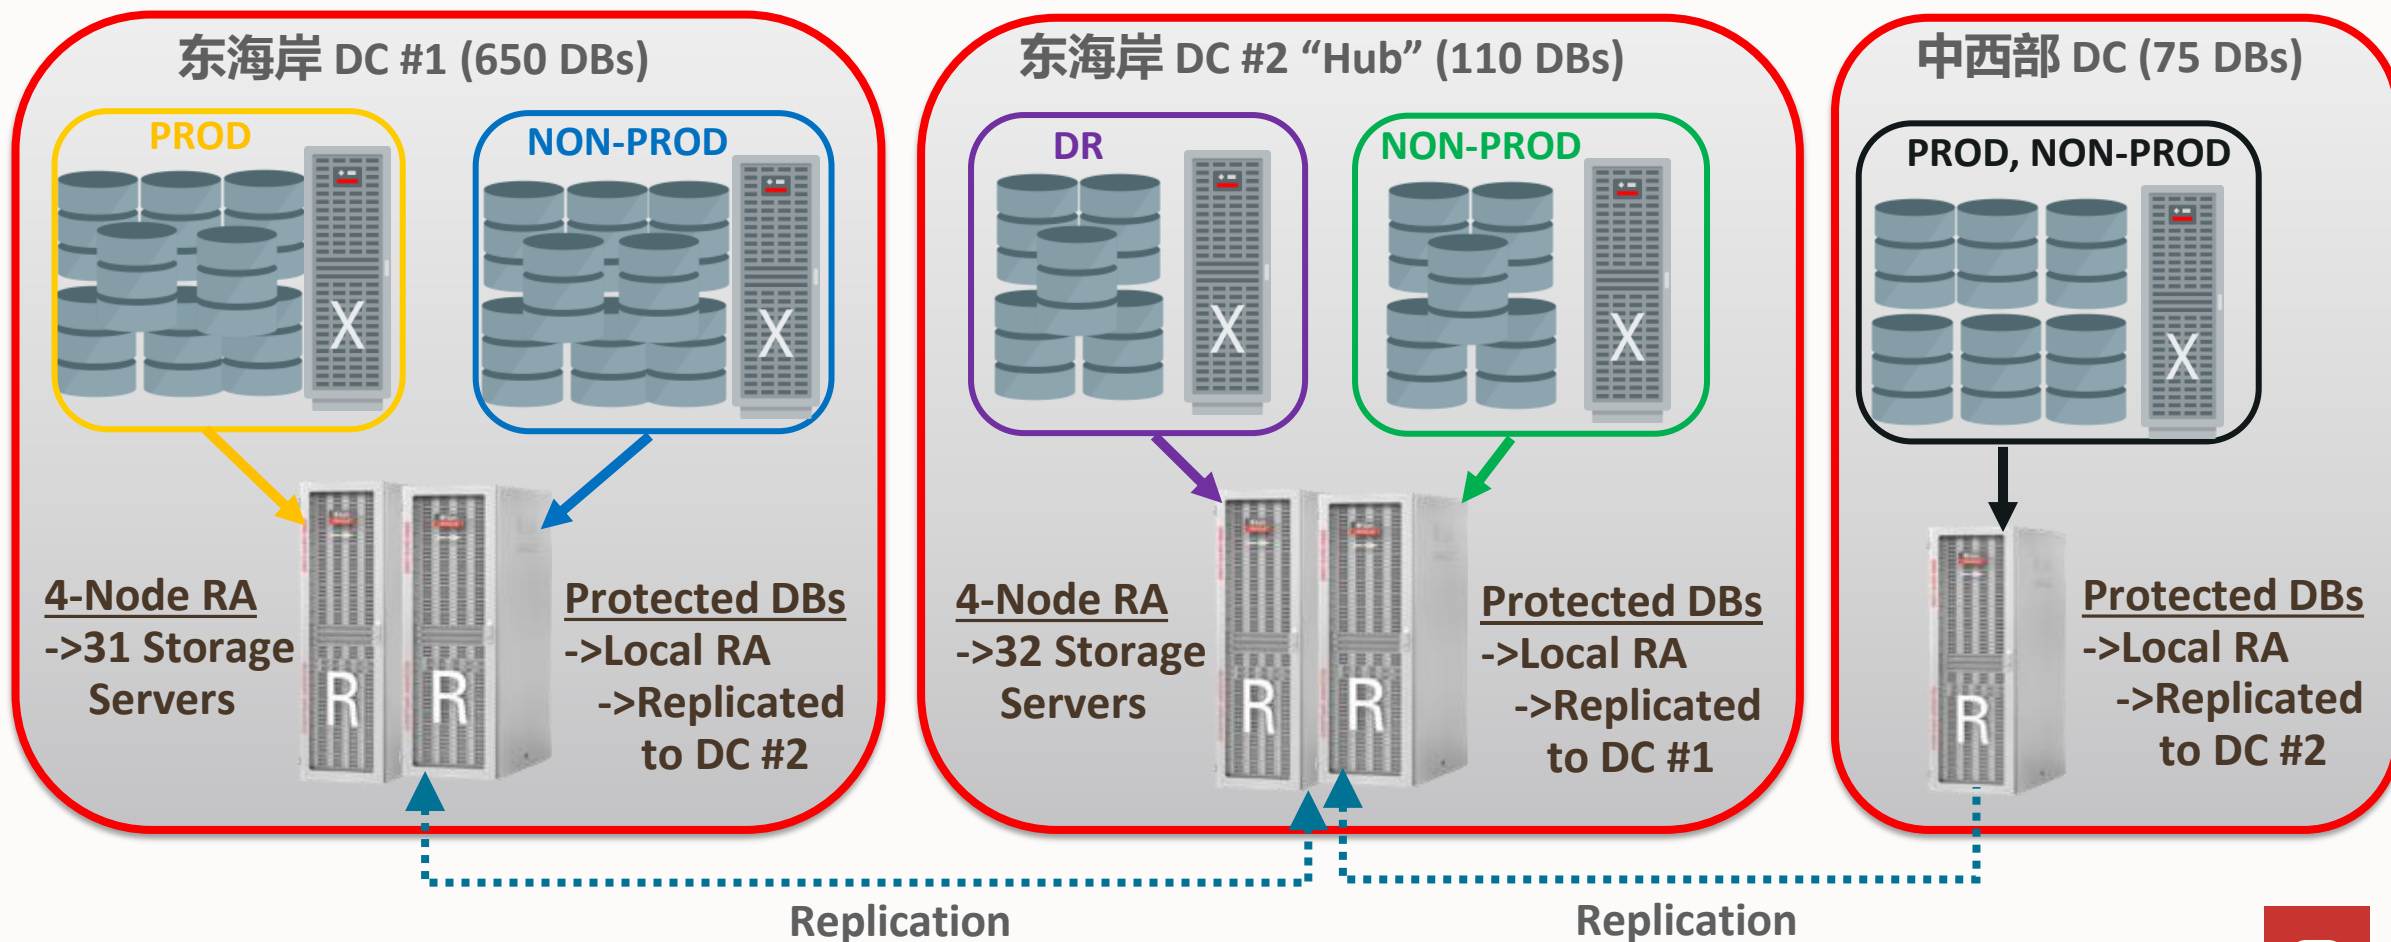 东海岸 DC #1 (650 DBs)
PROD
NON-PROD
X
X
4-Node RA
->31 Storage
Servers
R
R
Protected DBs
->Local RA
->Replicated
to DC #2
东海岸 DC #2 “Hub” (110 DBs)
DR
NON-PROD
X
X
4-Node RA
->32 Storage
Servers
R
R
Protected DBs
->Local RA
->Replicated
to DC #1
中西部 DC (75 DBs)
PROD, NON-PROD
X
R
Protected DBs
->Local RA
->Replicated
to DC #2
Replication
Replication